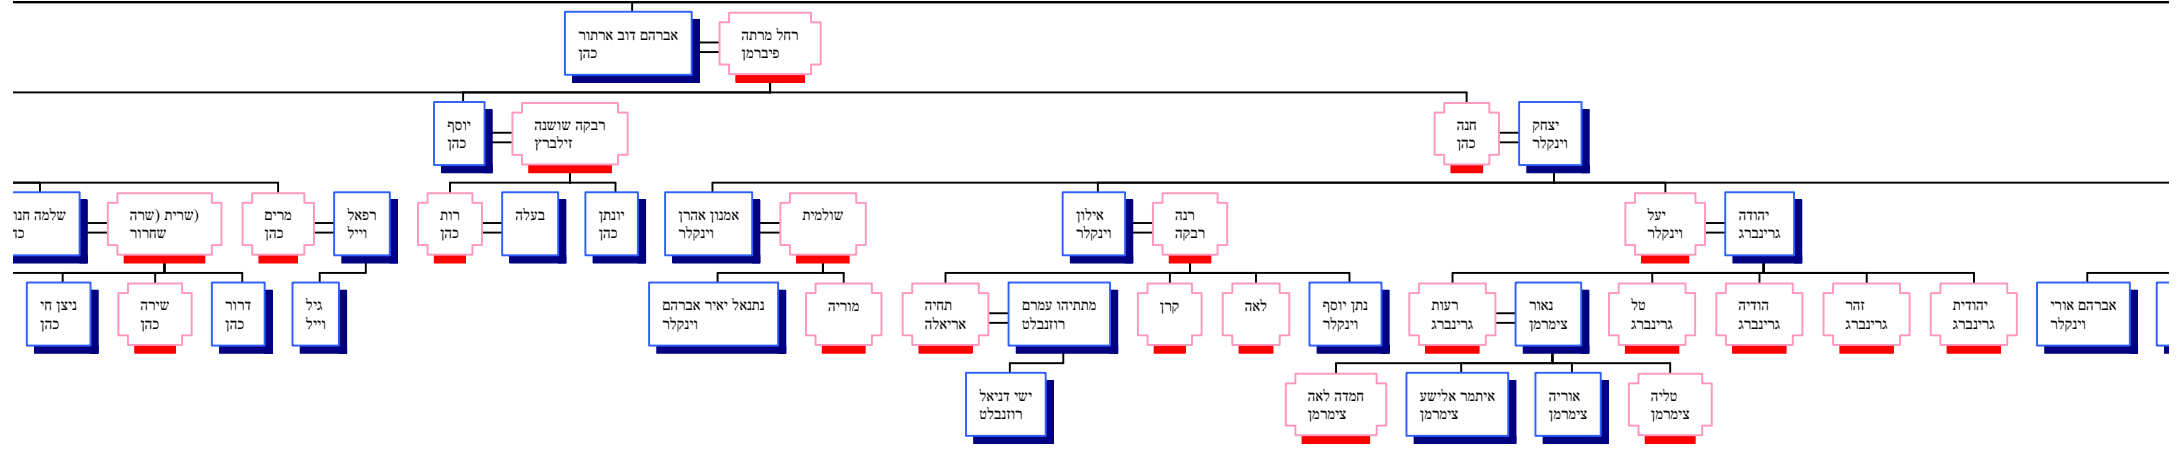 אברהם דוב ארתור
כהן
רחל מרתה
פיברמן
יוסף
כהן
רבקה שושנה
זילברץ
חנה
כהן
יצחק
וינקלר
שלמה חנו
כה
(שרית (שרה
שחרור
מרים
כהן
רפאל
וייל
רות
כהן
בעלה
יונתן
כהן
אמנון אהרן
וינקלר
שולמית
אילון
וינקלר
רנה
רבקה
יעל
וינקלר
יהודה
גרינברג
ניצן חי
כהן
שירה
כהן
דרור
כהן
גיל
וייל
נתנאל יאיר אברהם
וינקלר
מוריה
תחיה
אריאלה
מתתיהו עמרם
רוזנבלט
קרן
לאה
נתן יוסף
וינקלר
רעות
גרינברג
נאור
צימרמן
טל
גרינברג
הודיה
גרינברג
זהר
גרינברג
יהודית
גרינברג
אברהם אורי
וינקלר
ישי דניאל
רוזנבלט
חמדה לאה
צימרמן
איתמר אלישע
צימרמן
אוריה
צימרמן
טליה
צימרמן